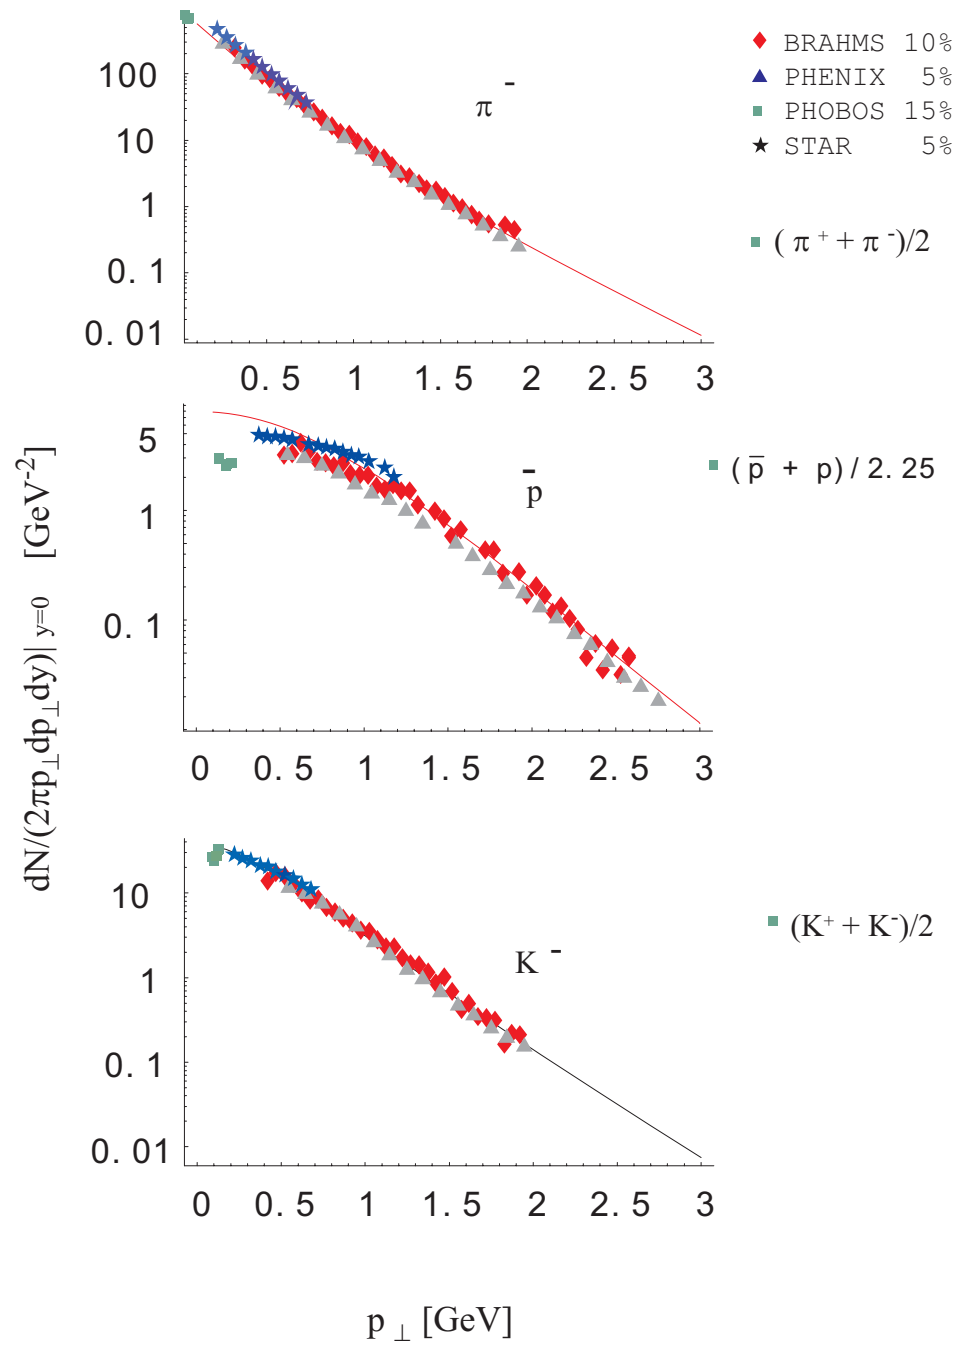 BRAHMS 10%
PHENIX 5%
PHOBOS 15%
STAR 5%
100
10
1
0.1
0.01
π⁻
(π⁺ + π⁻)/2
0.5 1 1.5 2 2.5 3
5
1
0.1
p̄
(p̄ + p)/2.25
0 0.5 1 1.5 2 2.5 3
dN/(2πp⊥dp⊥dy)|y=0 [GeV⁻²]
10
1
0.1
0.01
K⁻
(K⁺ + K⁻)/2
0 0.5 1 1.5 2 2.5 3
p⊥ [GeV]